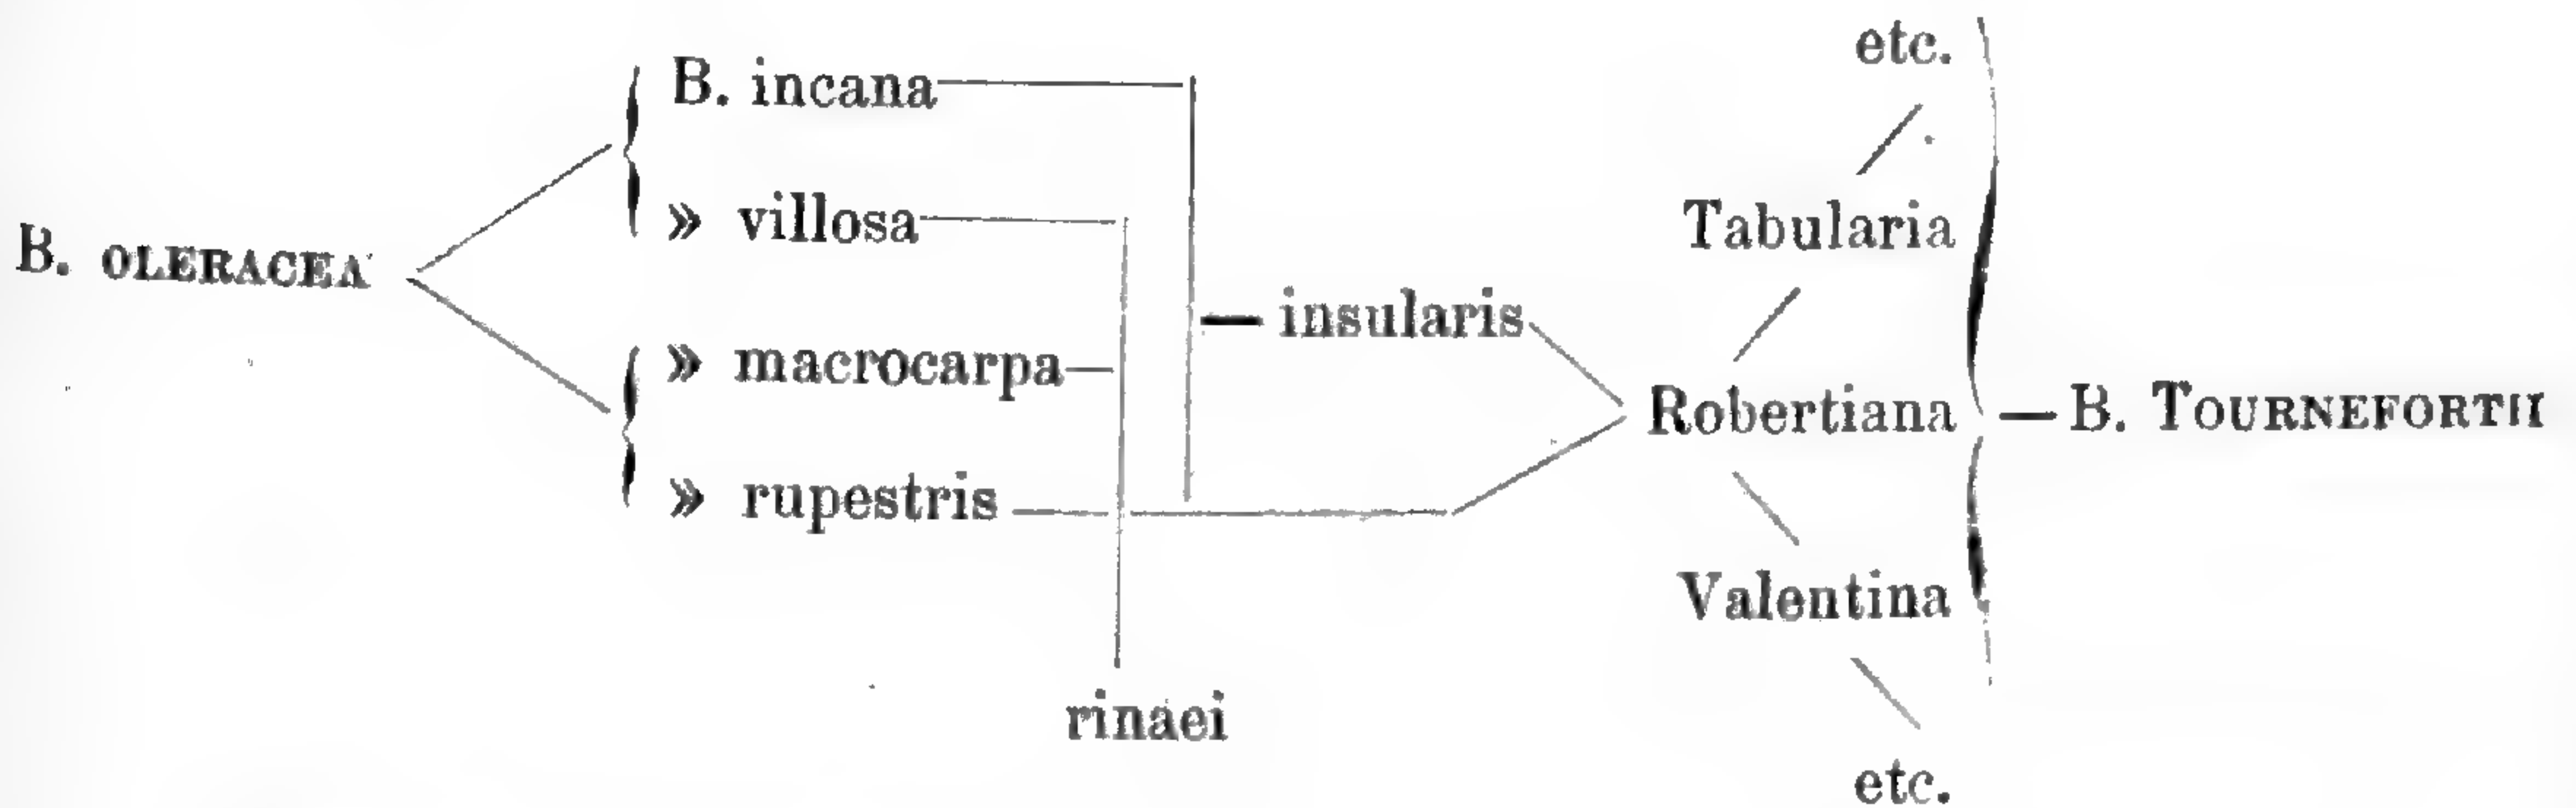 etc.
B. incana
» villosa
Tabularia
B. OLERACEA
insularis
» macrocarpa
Robertiana
B. TOURNEFORTII
» rupestris
Valentina
rinaei
etc.